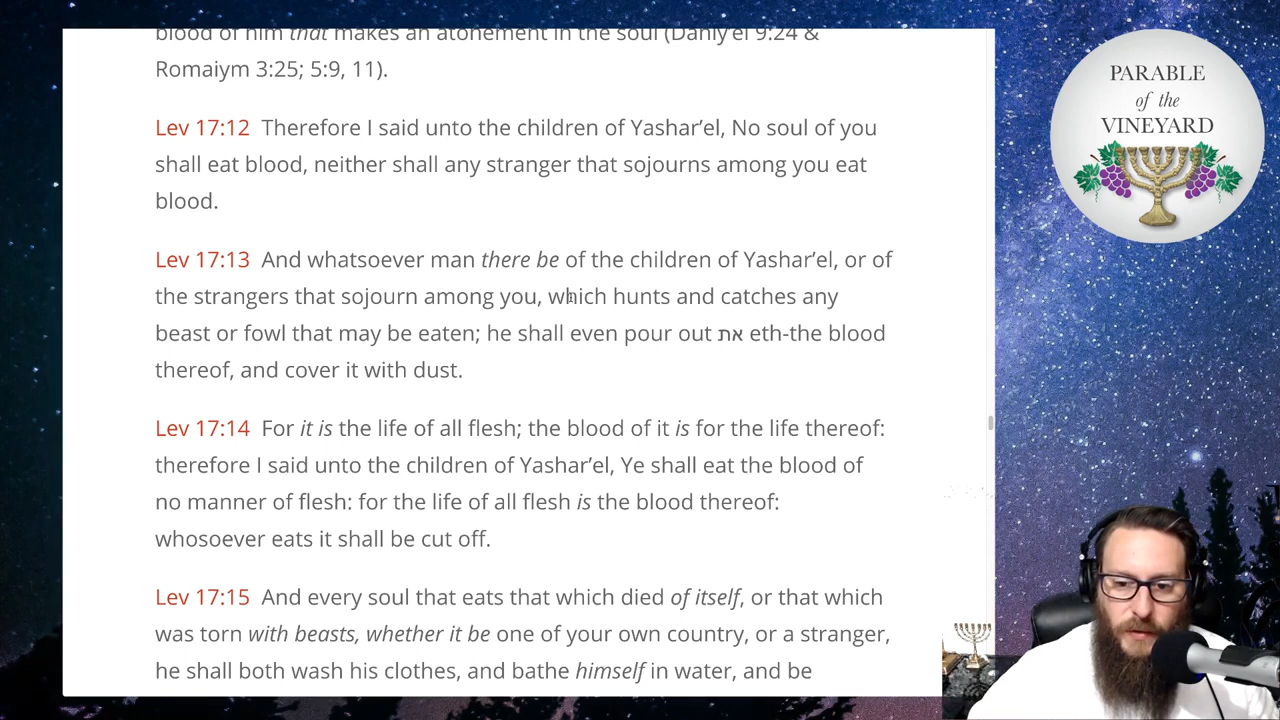 blood of him that makes an atonement in the soul (Daniy'el 9:24 &
Romaiym 3:25; 5:9, 11).
Lev 17:12 Therefore I said unto the children of Yashar'el, No soul of you
shall eat blood, neither shall any stranger that sojourns among you eat
blood.
Lev 17:13 And whatsoever man there be of the children of Yashar'el, or of
the strangers that sojourn among you, which hunts and catches any
beast or fowl that may be eaten; he shall even pour out את eth-the blood
thereof, and cover it with dust.
Lev 17:14 For it is the life of all flesh; the blood of it is for the life thereof:
therefore I said unto the children of Yashar'el, Ye shall eat the blood of
no manner of flesh: for the life of all flesh is the blood thereof:
whosoever eats it shall be cut off.
Lev 17:15 And every soul that eats that which died of itself, or that which
was torn with beasts, whether it be one of your own country, or a stranger,
he shall both wash his clothes, and bathe himself in water, and be
PARABLE
of the
VINEYARD